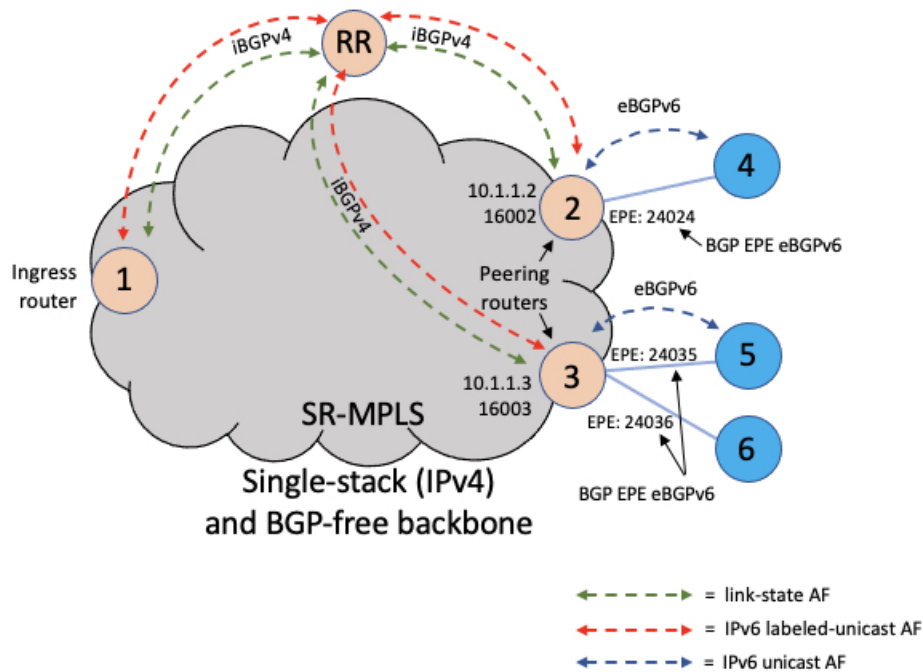 iBGPv4
RR
iBGPv4
eBGPv6
4
10.1.1.2
16002
2
EPE: 24024
BGP EPE eBGPv6
iBGPv4
Ingress
router
1
Peering
routers
eBGPv6
5
EPE: 24035
3
10.1.1.3
16003
EPE: 24036
6
SR-MPLS
BGP EPE eBGPv6
Single-stack (IPv4)
and BGP-free backbone
= link-state AF
= IPv6 labeled-unicast AF
= IPv6 unicast AF